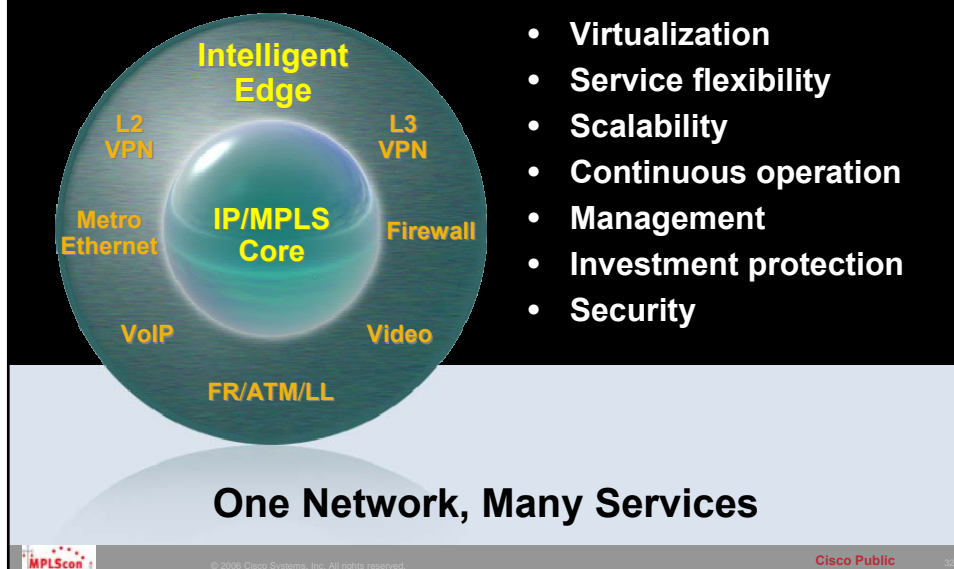 Intelligent
Edge
L2
VPN
L3
VPN
Metro
Ethernet
IP/MPLS
Core
Firewall
VoIP
Video
FR/ATM/LL
• Virtualization
• Service flexibility
• Scalability
• Continuous operation
• Management
• Investment protection
• Security
One Network, Many Services
MPLScon
© 2006 Cisco Systems, Inc. All rights reserved.
Cisco Public
32